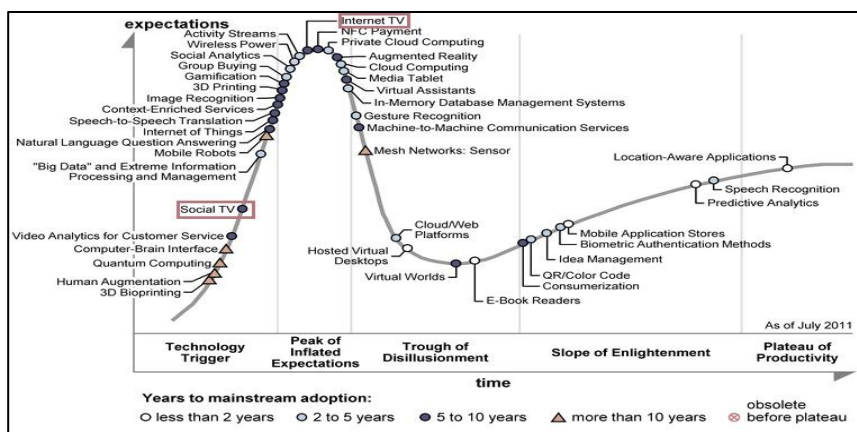 expectations
Internet TV
NFC Payment
Activity Streams
Wireless Power
Private Cloud Computing
Social Analytics
Augmented Reality
Group Buying
Cloud Computing
Gamification
Media Tablet
3D Printing
Virtual Assistants
Image Recognition
In-Memory Database Management Systems
Context-Enriched Services
Gesture Recognition
Speech-to-Speech Translation
Machine-to-Machine Communication Services
Internet of Things
Natural Language Question Answering
Mesh Networks: Sensor
Mobile Robots
Location-Aware Applications
"Big Data" and Extreme Information
Processing and Management
Speech Recognition
Predictive Analytics
Social TV
Cloud/Web
Platforms
Mobile Application Stores
Video Analytics for Customer Service
Biometric Authentication Methods
Computer-Brain Interface
Hosted Virtual
Desktops
Idea Management
Quantum Computing
Virtual Worlds
QR/Color Code
Human Augmentation
Consumerization
3D Bioprinting
E-Book Readers
As of July 2011
Technology
Trigger
Peak of
Inflated
Expectations
Trough of
Disillusionment
Slope of Enlightenment
Plateau of
Productivity
time
Years to mainstream adoption:
less than 2 years
2 to 5 years
5 to 10 years
more than 10 years
obsolete
before plateau